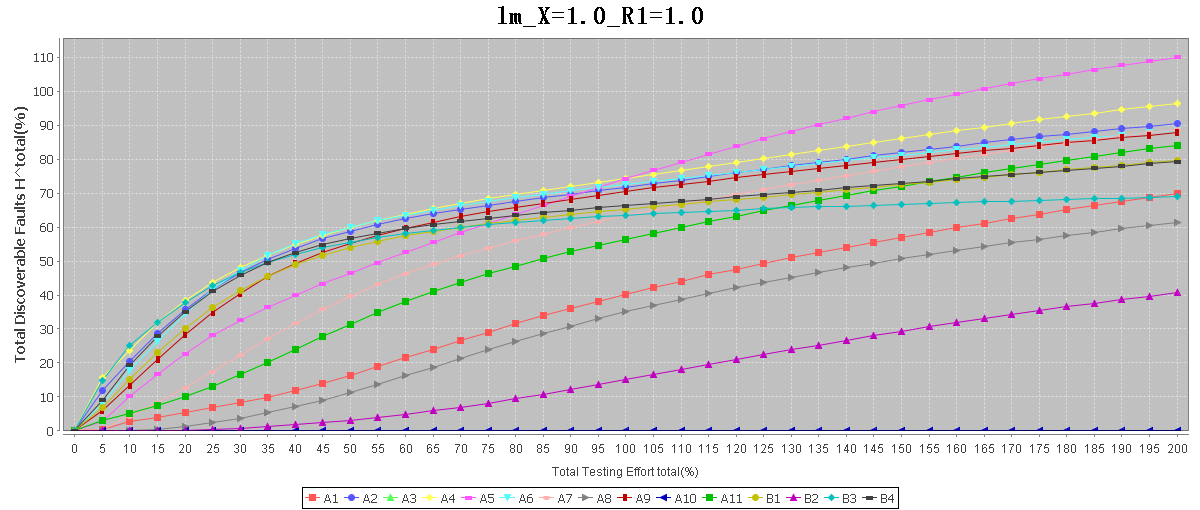 lm_X=1.0_R1=1.0
Total Discoverable Faults H^total(%)
110
100
90
80
70
60
50
40
30
20
10
0
0 5 10 15 20 25 30 35 40 45 50 55 60 65 70 75 80 85 90 95 100 105 110 115 120 125 130 135 140 145 150 155 160 165 170 175 180 185 190 195 200
Total Testing Effort total(%)
A1 A2 A3 A4 A5 A6 A7 A8 A9 A10 A11 B1 B2 B3 B4